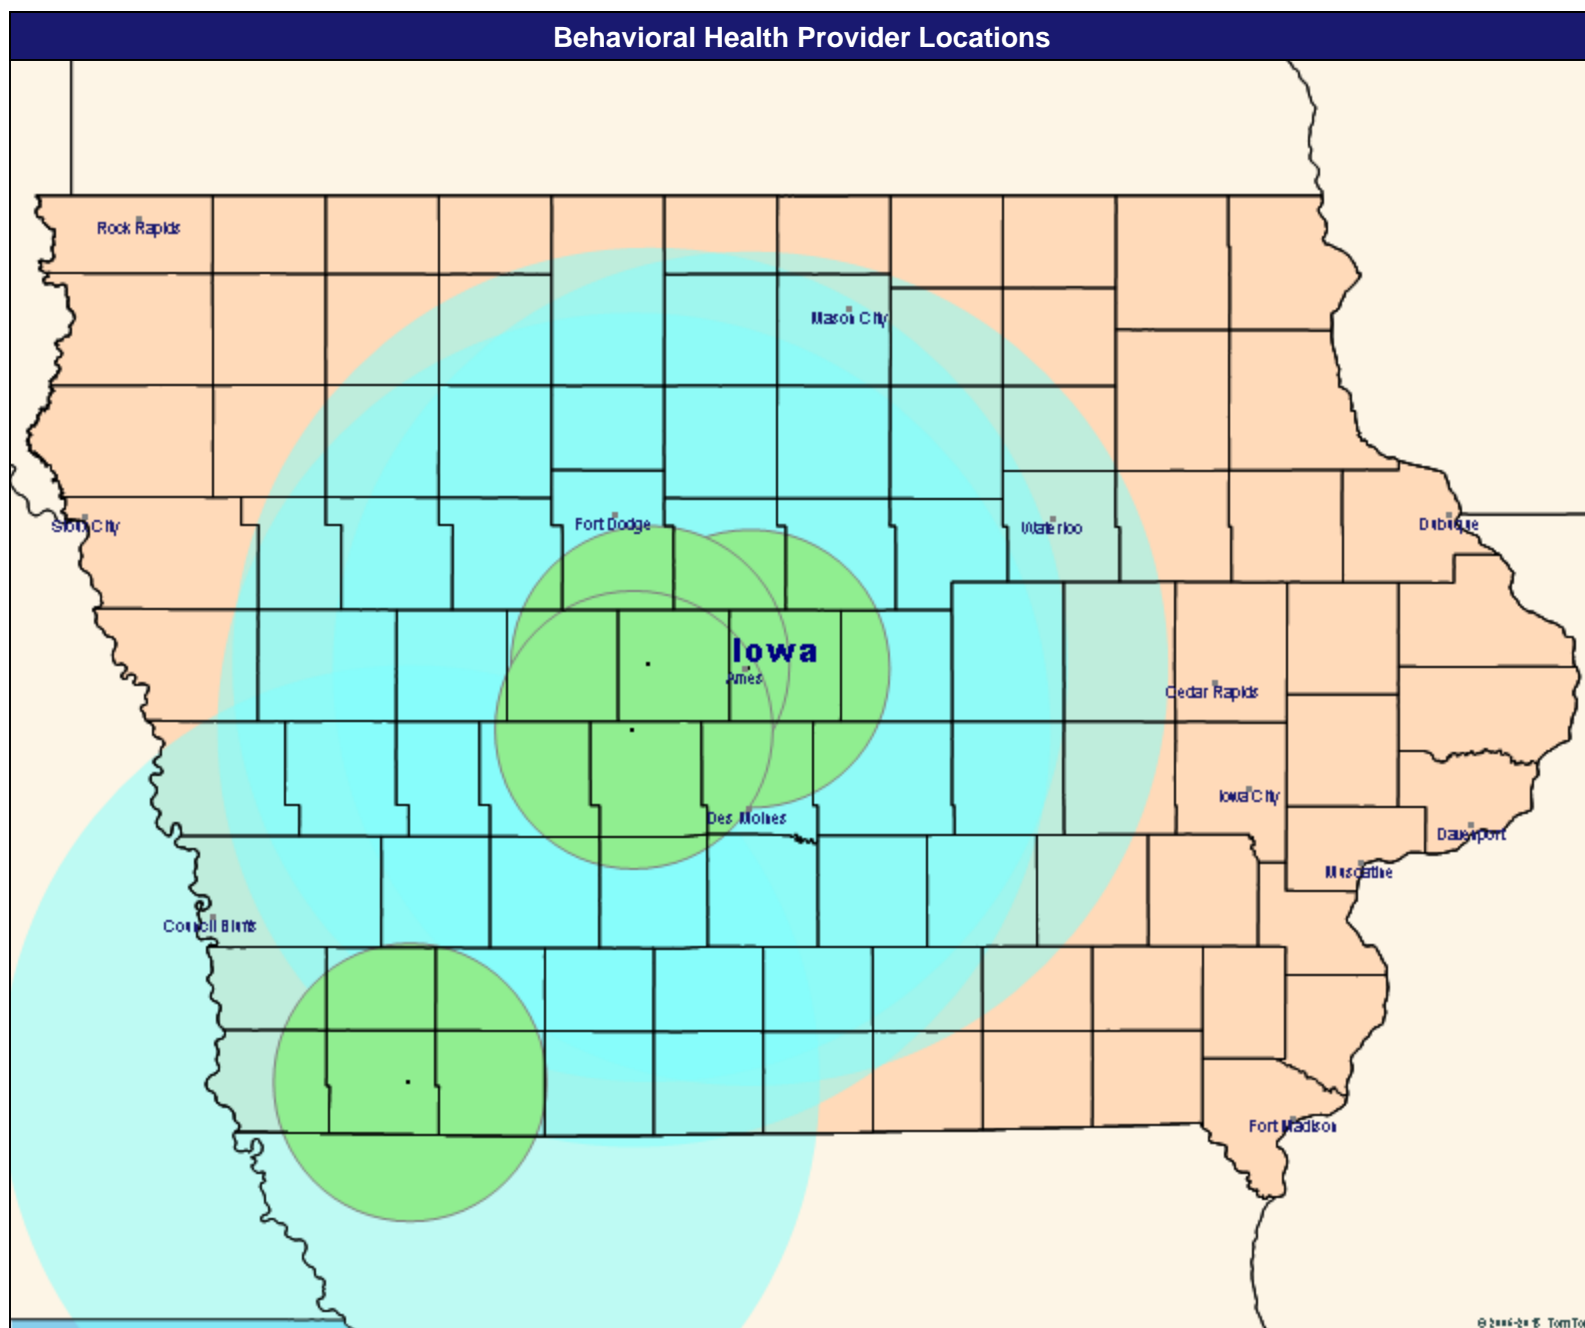 Behavioral Health Provider Locations
Rock Rapids
Mason City
Sioux City
Fort Dodge
Waterloo
Dubuque
Iowa
Ames
Cedar Rapids
Iowa City
Des Moines
Davenport
Muscatine
Council Bluffs
Fort Madison
TomTo